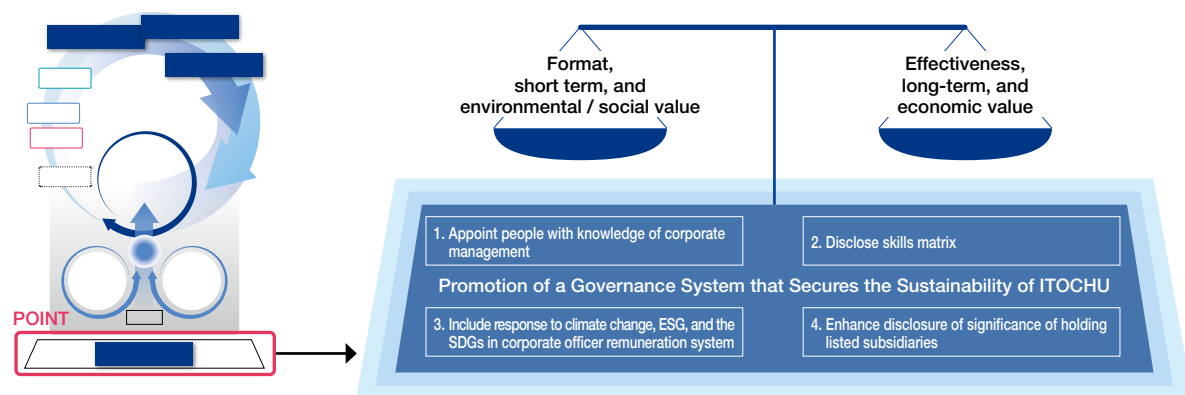 Format,
short term, and
environmental / social value
Effectiveness,
long-term, and
economic value
1. Appoint people with knowledge of corporate
management
2. Disclose skills matrix
Promotion of a Governance System that Secures the Sustainability of ITOCHU
3. Include response to climate change, ESG, and the
SDGs in corporate officer remuneration system
4. Enhance disclosure of significance of holding
listed subsidiaries
POINT